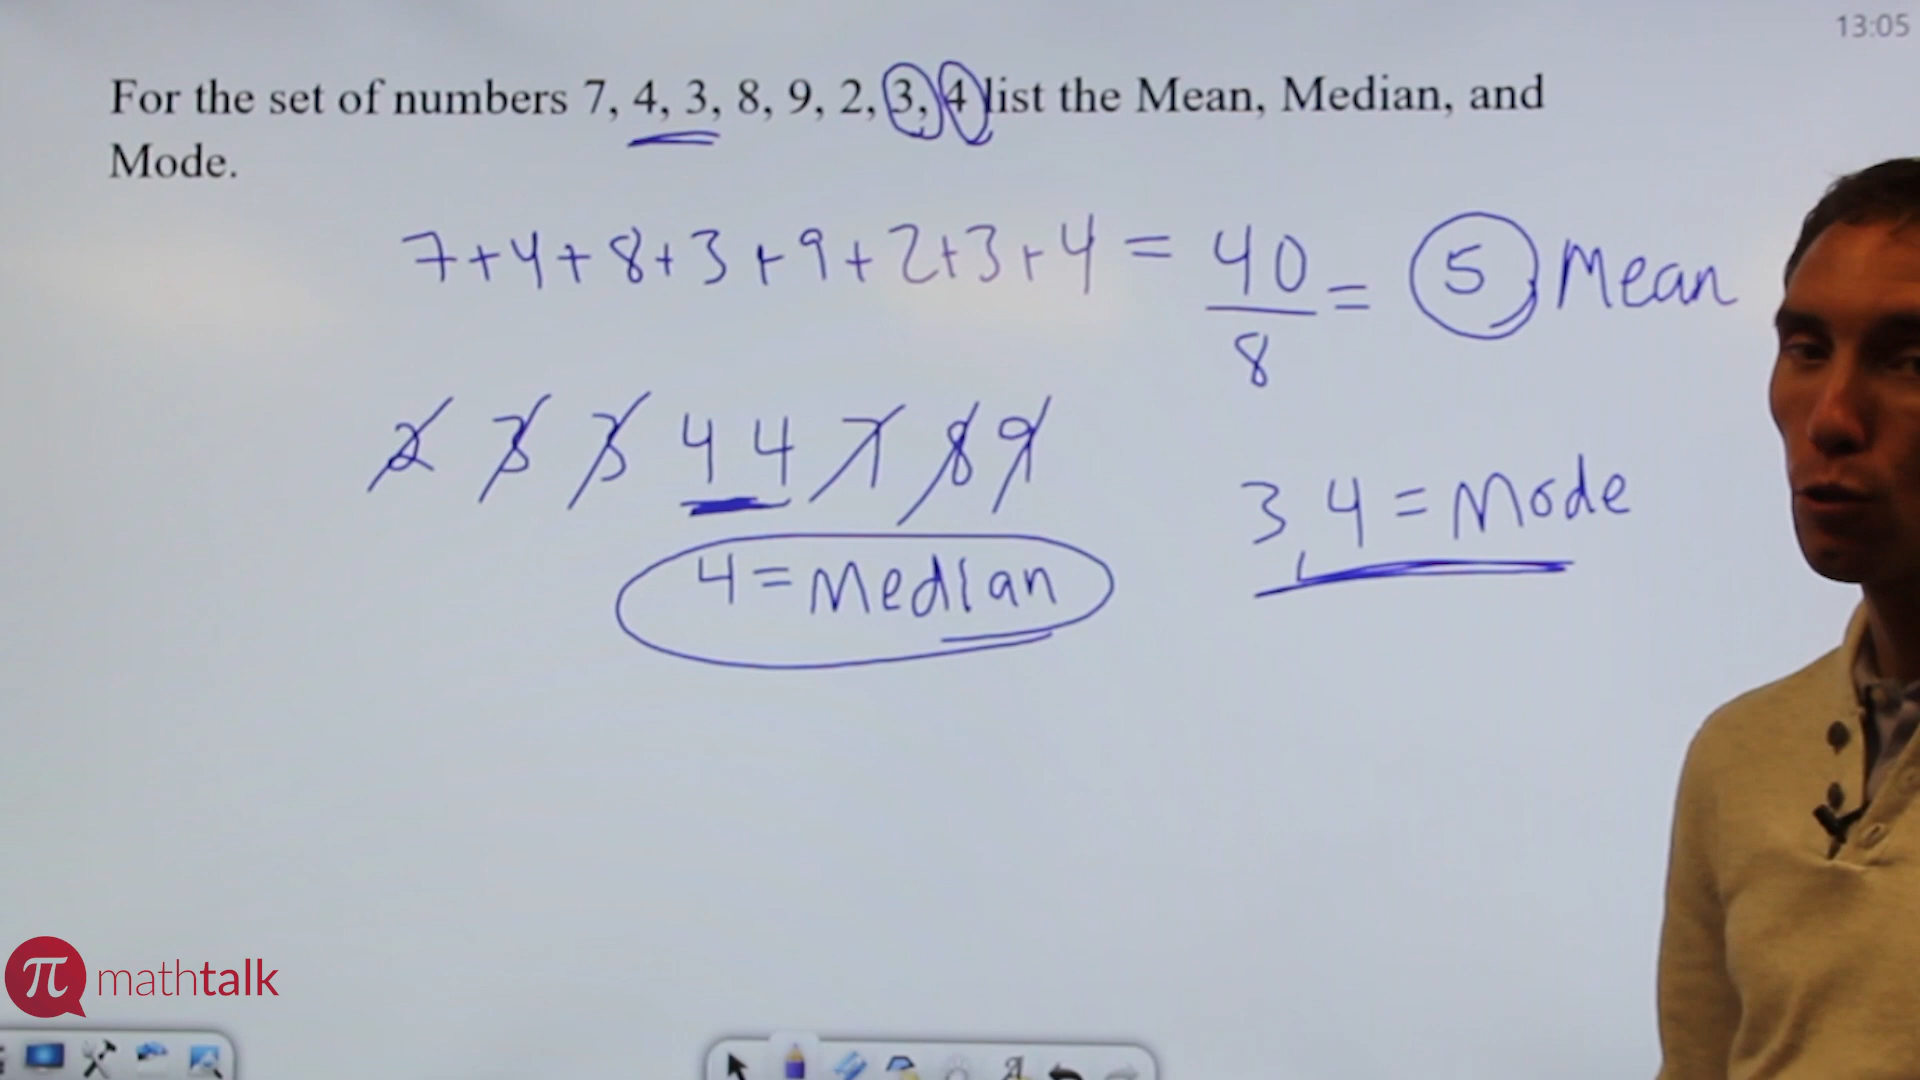 13:05
For the set of numbers 7, 4, 3, 8, 9, 2, 3, 4 list the Mean, Median, and
Mode.
7+4+8+3+9+2+3+4 = 40/8 = 5 Mean
2 3 3 4 4 7 8 9
3,4 = Mode
4 = Median
π mathtalk